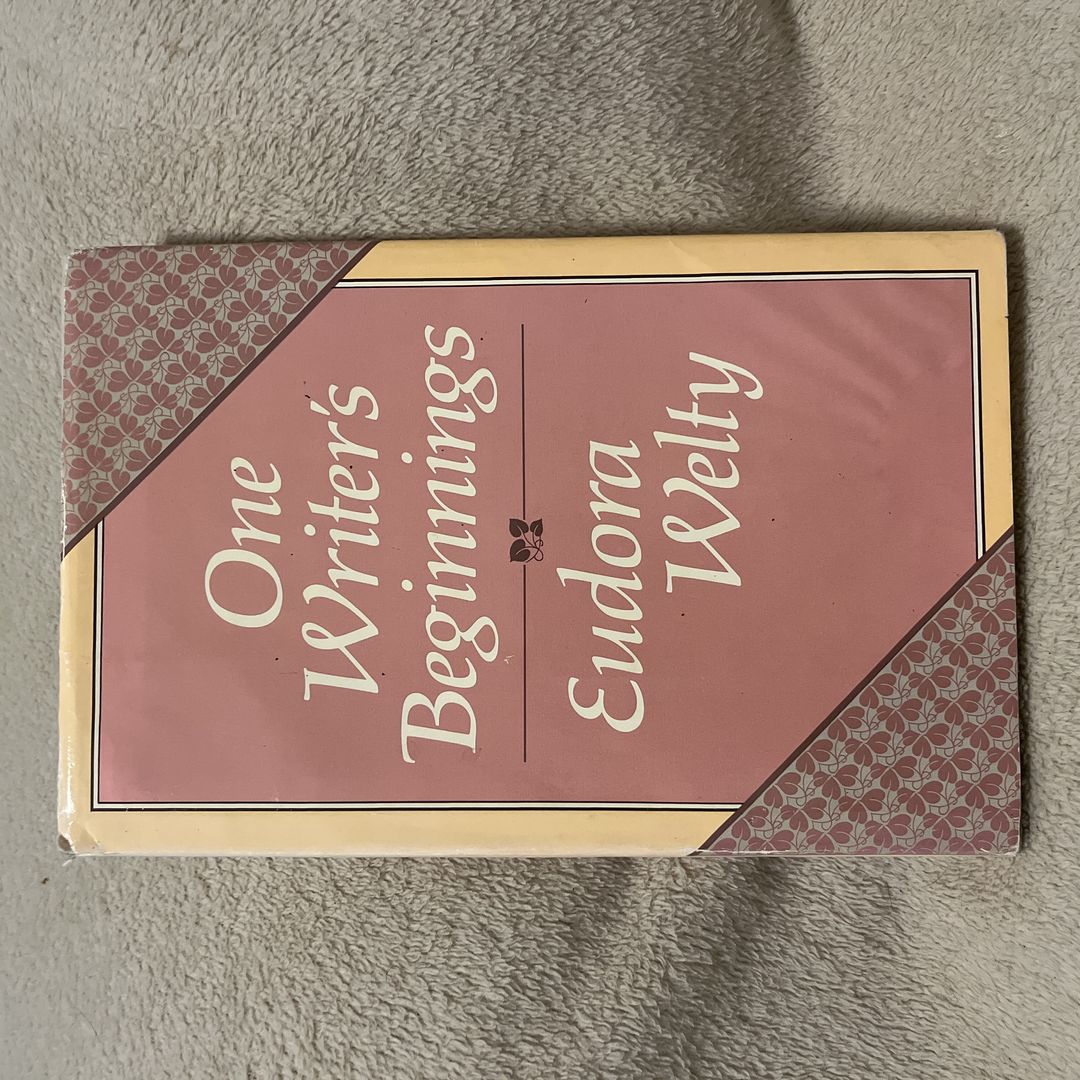 One
Writer's
Beginnings
Eudora
Welty